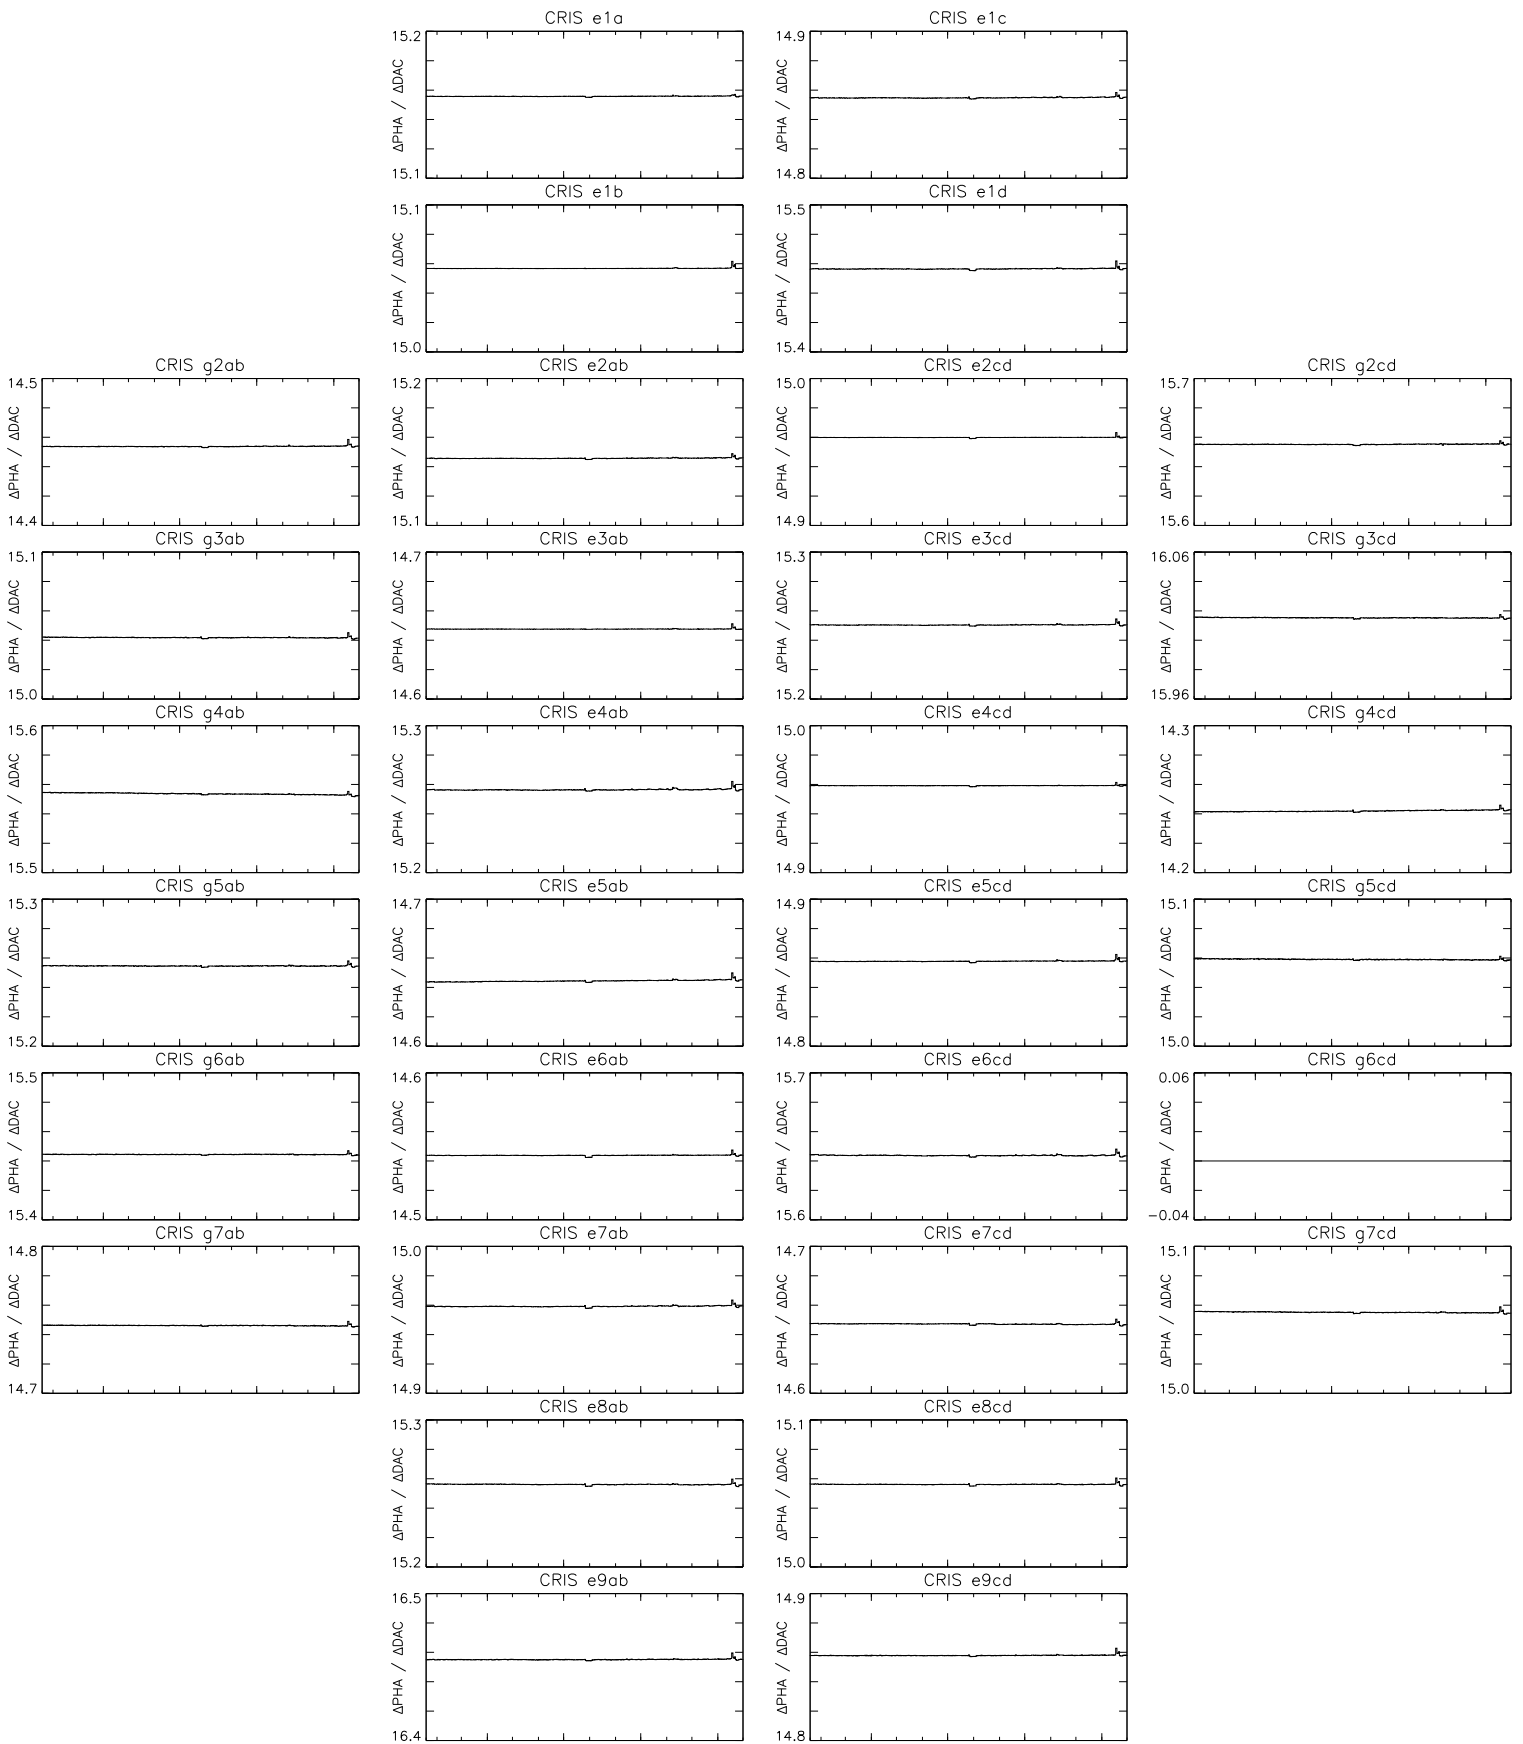 CRIS e1a
CRIS e1c
15.2
ΔPHA / ΔDAC
15.1
14.9
ΔPHA / ΔDAC
14.8
CRIS e1b
CRIS e1d
15.1
ΔPHA / ΔDAC
15.0
15.5
ΔPHA / ΔDAC
15.4
CRIS g2ab
CRIS e2ab
CRIS e2cd
CRIS g2cd
14.5
ΔPHA / ΔDAC
14.4
15.2
ΔPHA / ΔDAC
15.1
15.0
ΔPHA / ΔDAC
14.9
15.7
ΔPHA / ΔDAC
15.6
CRIS g3ab
CRIS e3ab
CRIS e3cd
CRIS g3cd
15.1
ΔPHA / ΔDAC
15.0
14.7
ΔPHA / ΔDAC
14.6
15.3
ΔPHA / ΔDAC
15.2
16.06
ΔPHA / ΔDAC
15.96
CRIS g4ab
CRIS e4ab
CRIS e4cd
CRIS g4cd
15.6
ΔPHA / ΔDAC
15.5
15.3
ΔPHA / ΔDAC
15.2
15.0
ΔPHA / ΔDAC
14.9
14.3
ΔPHA / ΔDAC
14.2
CRIS g5ab
CRIS e5ab
CRIS e5cd
CRIS g5cd
15.3
ΔPHA / ΔDAC
15.2
14.7
ΔPHA / ΔDAC
14.6
14.9
ΔPHA / ΔDAC
14.8
15.1
ΔPHA / ΔDAC
15.0
CRIS g6ab
CRIS e6ab
CRIS e6cd
CRIS g6cd
15.5
ΔPHA / ΔDAC
15.4
14.6
ΔPHA / ΔDAC
14.5
15.7
ΔPHA / ΔDAC
15.6
0.06
ΔPHA / ΔDAC
−0.04
CRIS g7ab
CRIS e7ab
CRIS e7cd
CRIS g7cd
14.8
ΔPHA / ΔDAC
14.7
15.0
ΔPHA / ΔDAC
14.9
14.7
ΔPHA / ΔDAC
14.6
15.1
ΔPHA / ΔDAC
15.0
CRIS e8ab
CRIS e8cd
15.3
ΔPHA / ΔDAC
15.2
15.1
ΔPHA / ΔDAC
15.0
CRIS e9ab
CRIS e9cd
16.5
ΔPHA / ΔDAC
16.4
14.9
ΔPHA / ΔDAC
14.8